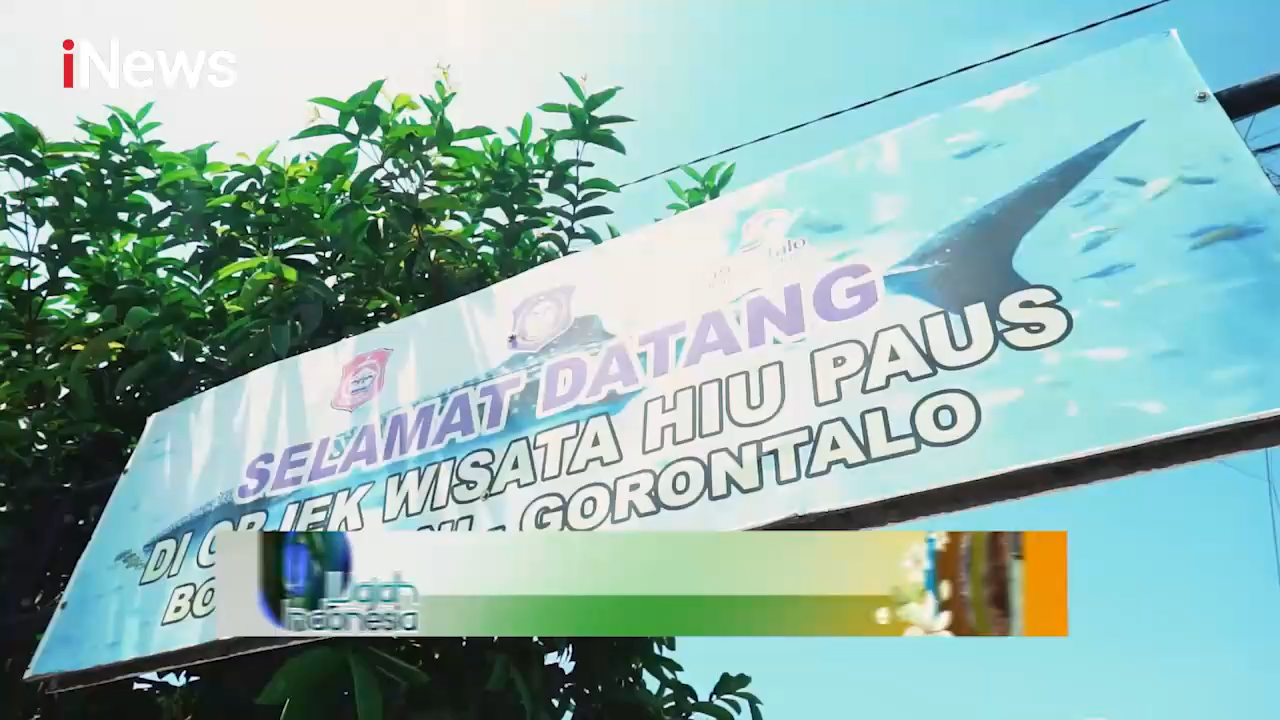 iNews
SELAMAT DATANG
DI OBJEK WISATA HIU PAUS
GORONTALO
Indonesia